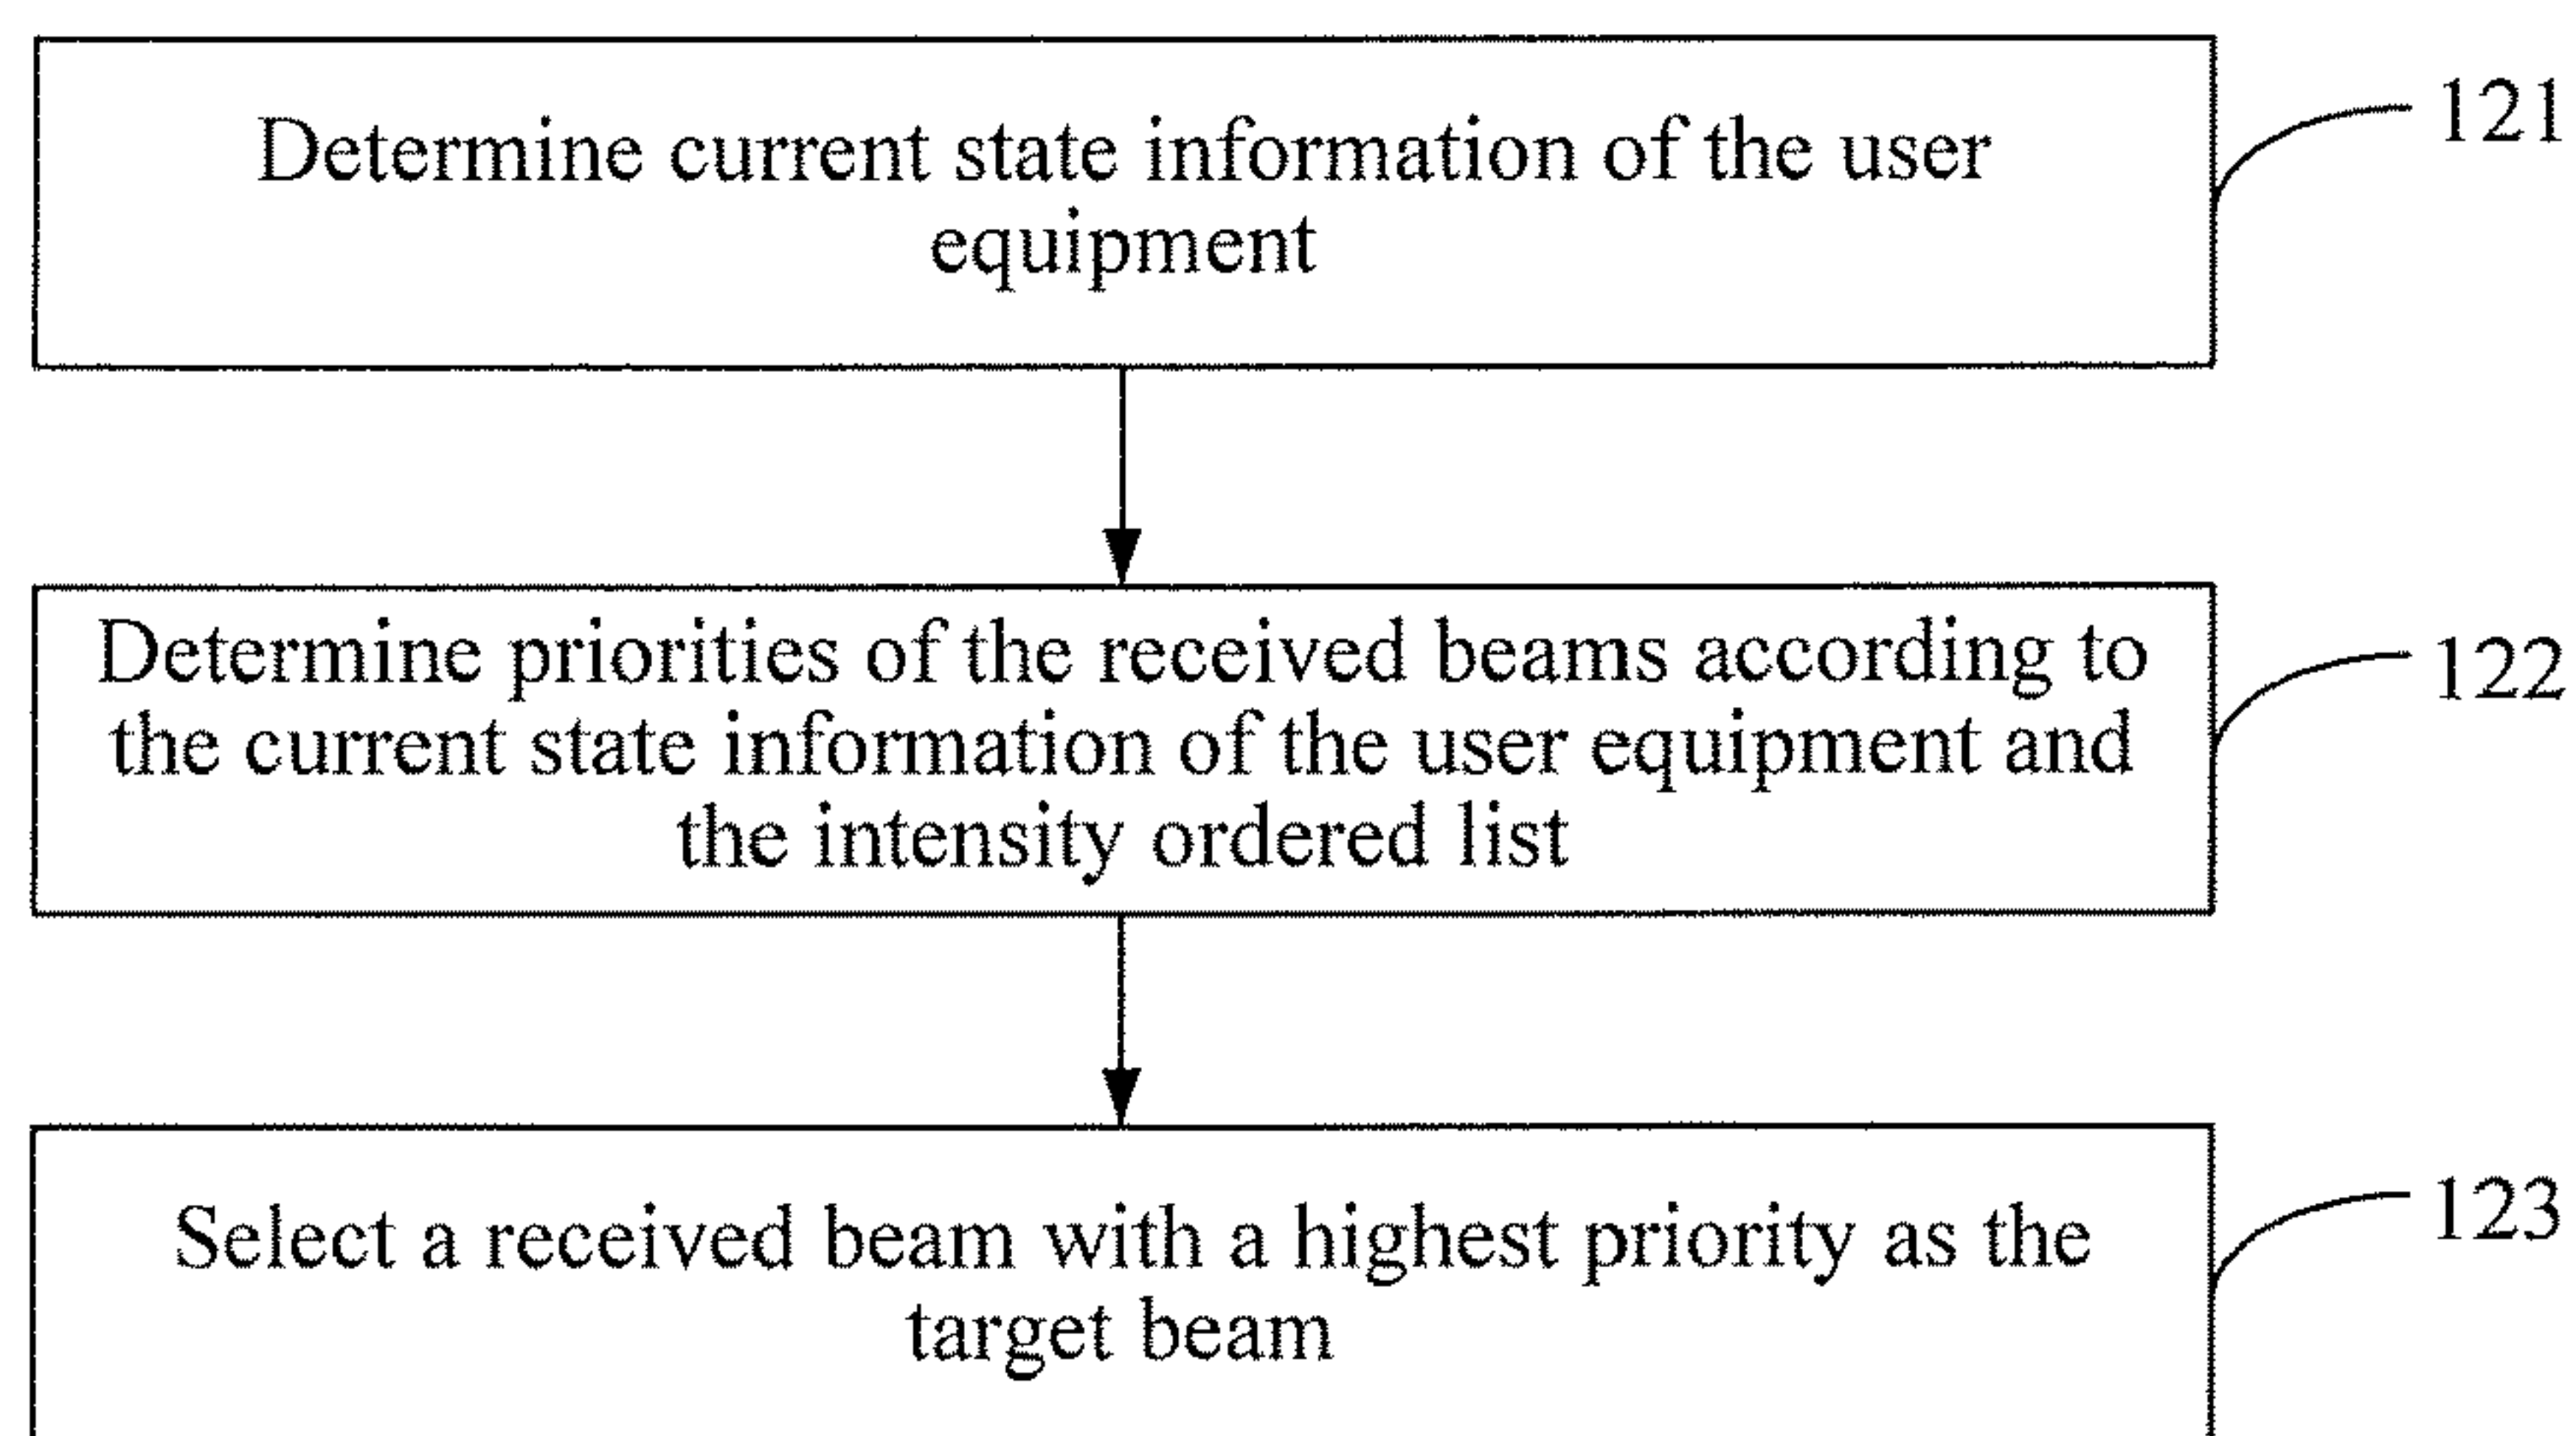 Determine current state information of the user
equipment
121
Determine priorities of the received beams according to
the current state information of the user equipment and
the intensity ordered list
122
Select a received beam with a highest priority as the
target beam
123